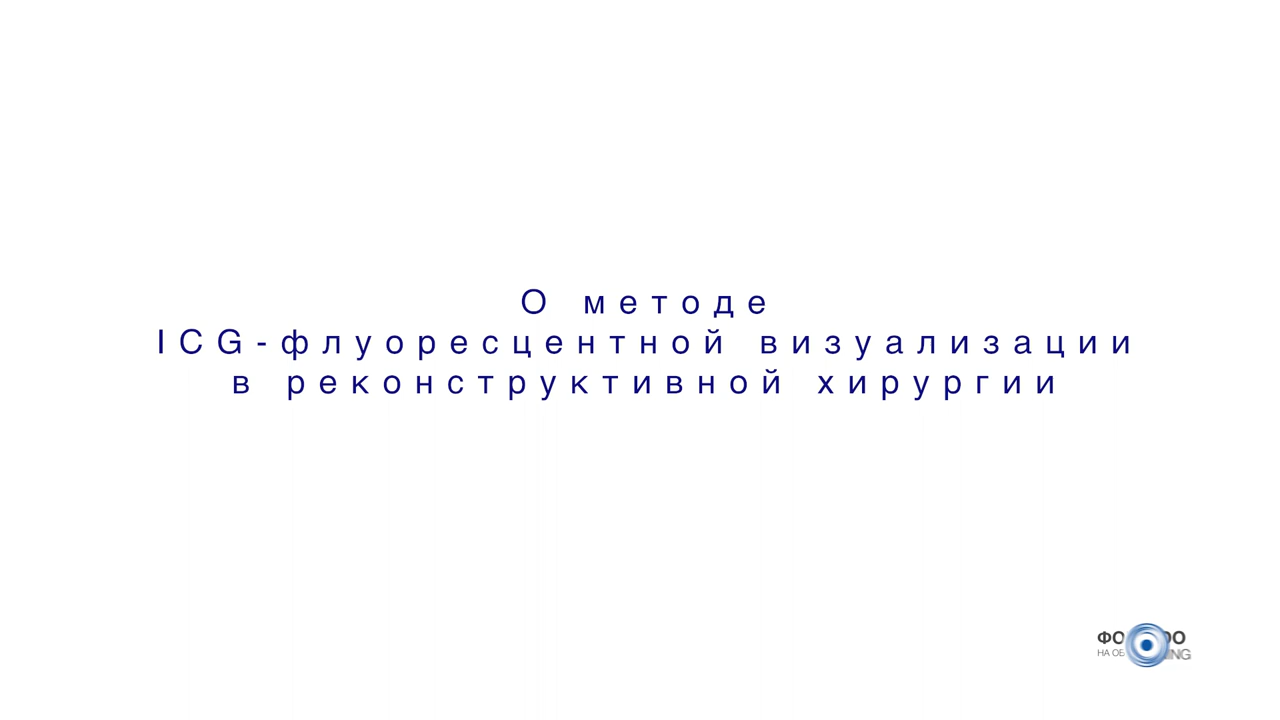 О методе
ICG-флуоресцентной визуализации
в реконструктивной хирургии